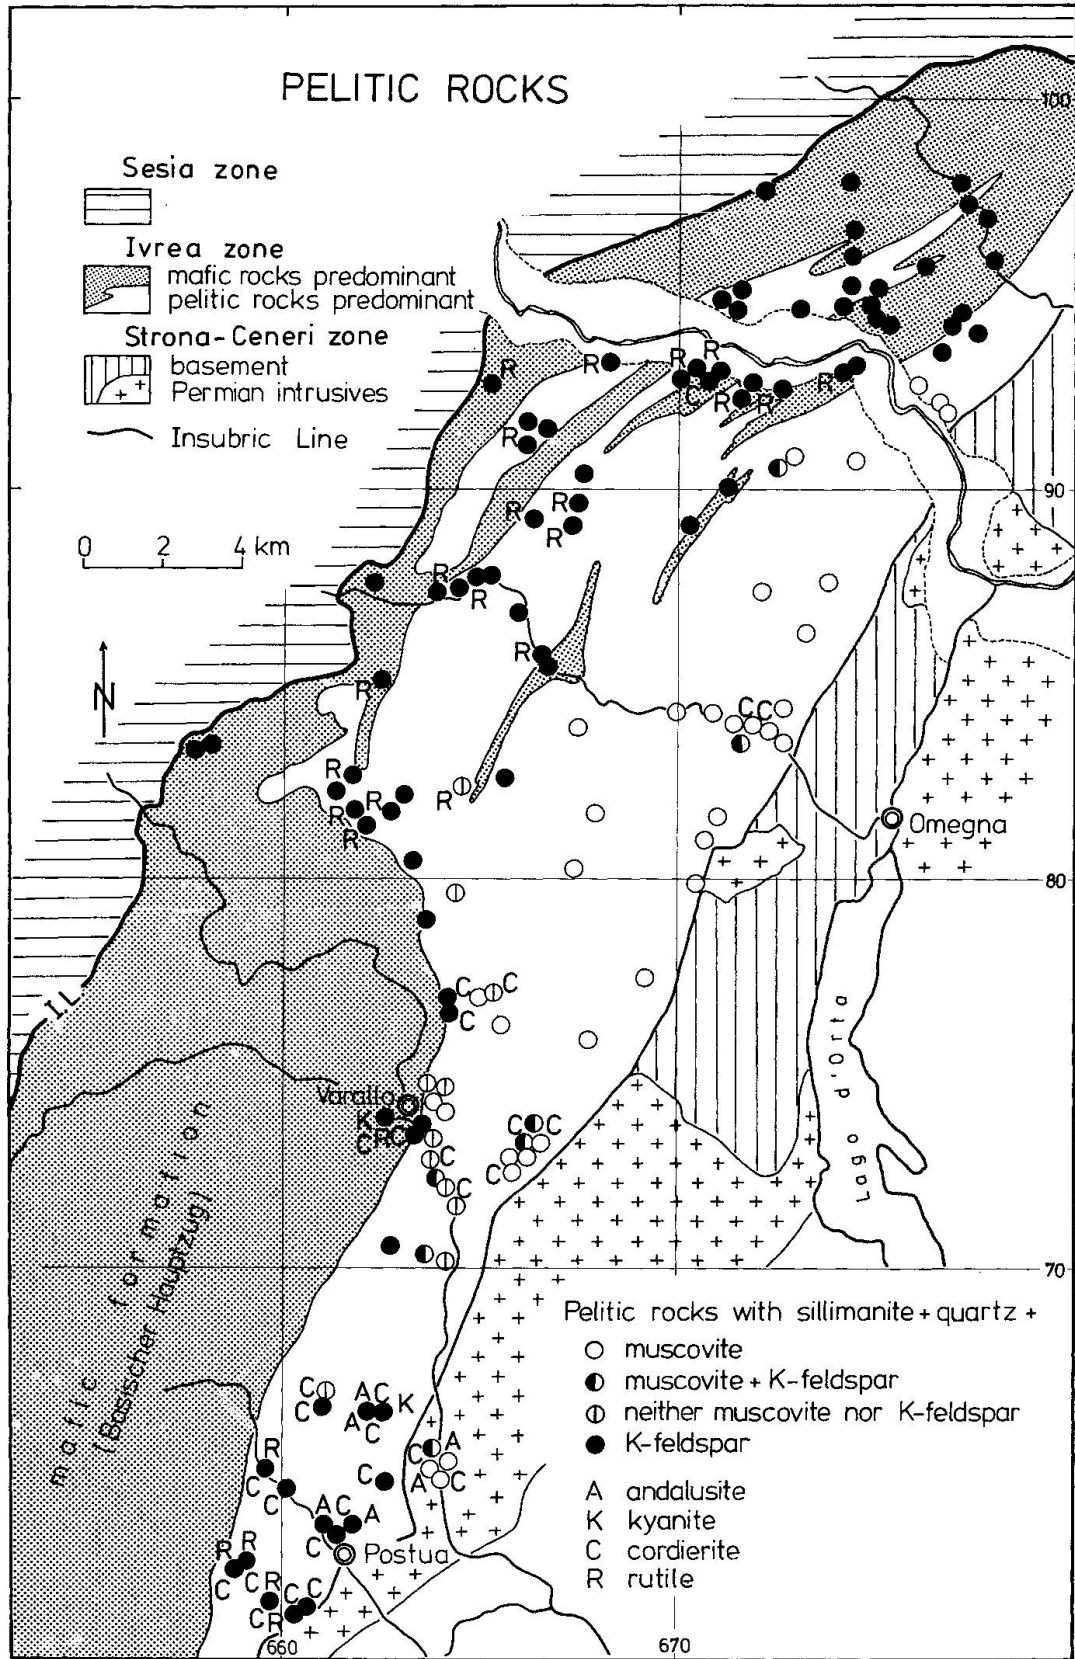 PELITIC ROCKS
Sesia zone
Ivrea zone
mafic rocks predominant
pelitic rocks predominant
Strona-Ceneri zone
basement
Permian intrusives
Insubric Line
0 2 4 km
N
100
90
80
70
660
670
I.L.
R
R
R
R
C
R
R
R
R
R
R
R
R
R
R
R
R
C C
R
R
R
R
R
Omegna
C C
C
Varallo
K
C R C
C
C
C C
C
Lago d'Orta
mafic formation
(Basischer Hauptzug)
C
C
A C K
A
C
R
C
C
C
A
C
A C
A C A
C
Postua
R R
C C R
C C C
R
Pelitic rocks with sillimanite + quartz +
muscovite
muscovite + K-feldspar
neither muscovite nor K-feldspar
K-feldspar
A andalusite
K kyanite
C cordierite
R rutile